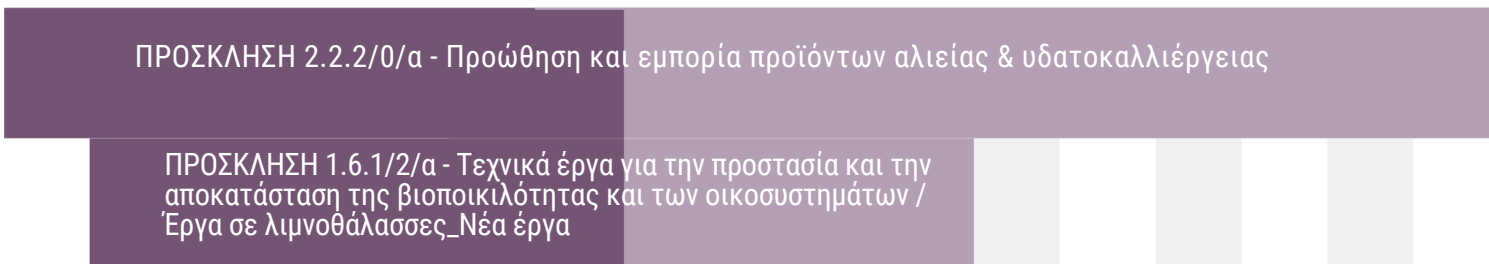 ΠΡΟΣΚΛΗΣΗ 2.2.2/0/α - Προώθηση και εμπορία προϊόντων αλιείας & υδατοκαλλιέργειας
ΠΡΟΣΚΛΗΣΗ 1.6.1/2/α - Τεχνικά έργα για την προστασία και την
αποκατάσταση της βιοποικιλότητας και των οικοσυστημάτων /
Έργα σε λιμνοθάλασσες_Νέα έργα